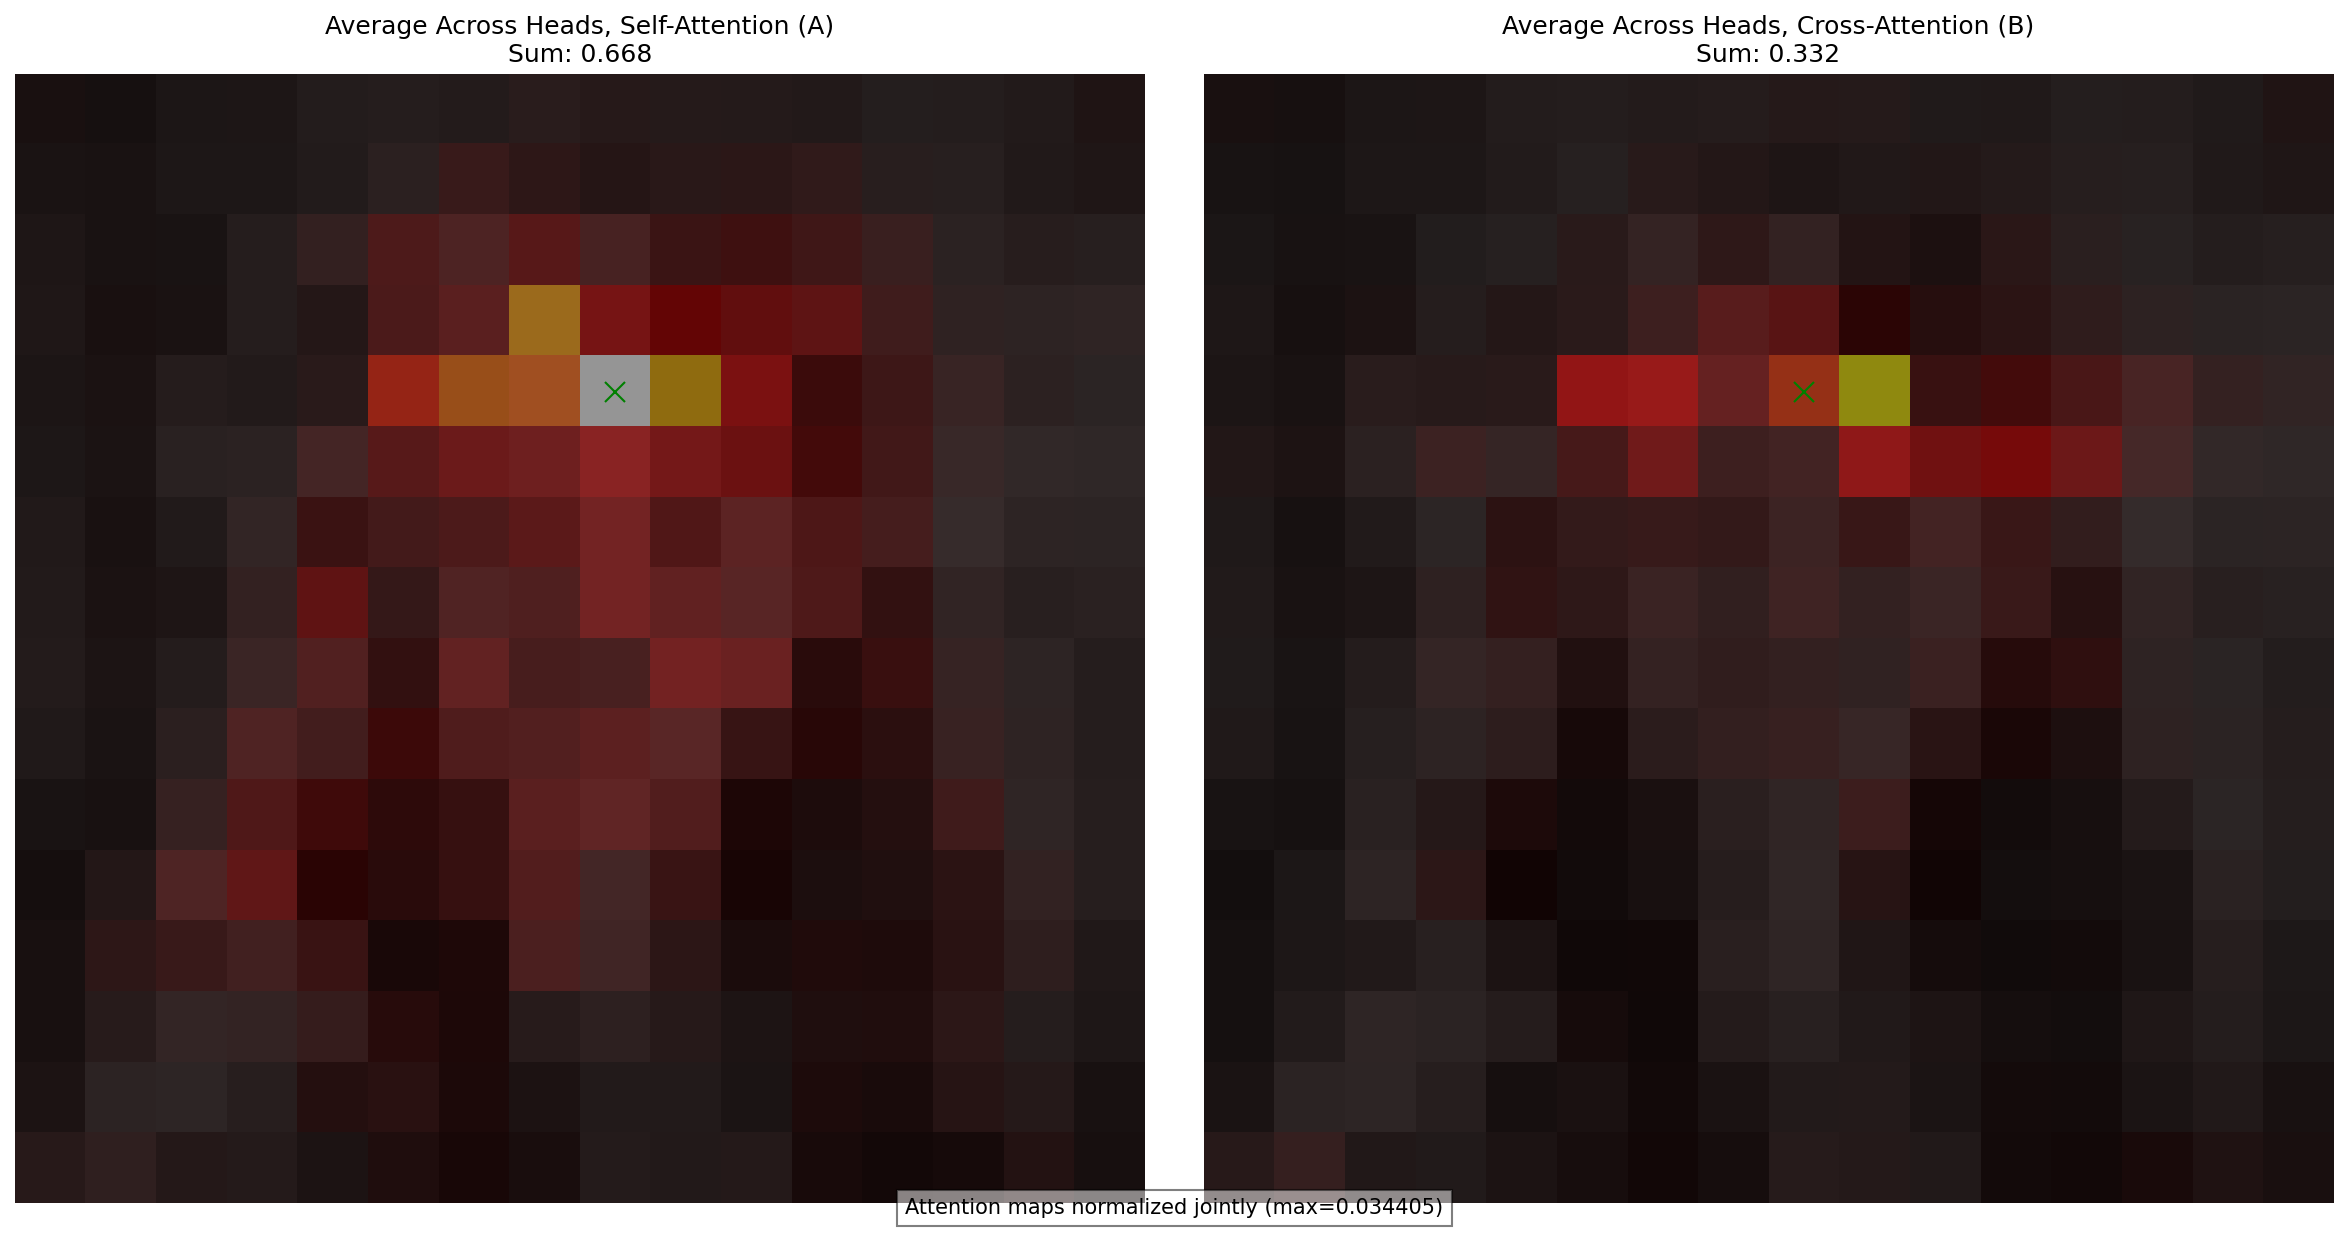 Average Across Heads, Self-Attention (A)
Sum: 0.668
Average Across Heads, Cross-Attention (B)
Sum: 0.332
Attention maps normalized jointly (max=0.034405)